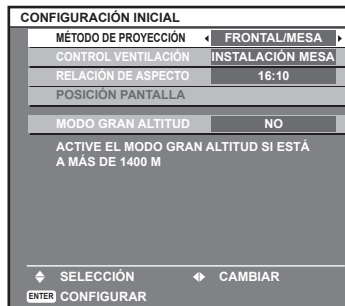 CONFIGURACIÓN INICIAL
MÉTODO DE PROYECCIÓN FRONTAL/MESA
CONTROL VENTILACIÓN INSTALACIÓN MESA
RELACIÓN DE ASPECTO 16:10
POSICIÓN PANTALLA
MODO GRAN ALTITUD NO
ACTIVE EL MODO GRAN ALTITUD SI ESTÁ
A MÁS DE 1400 M
SELECCIÓN CAMBIAR
ENTER CONFIGURAR